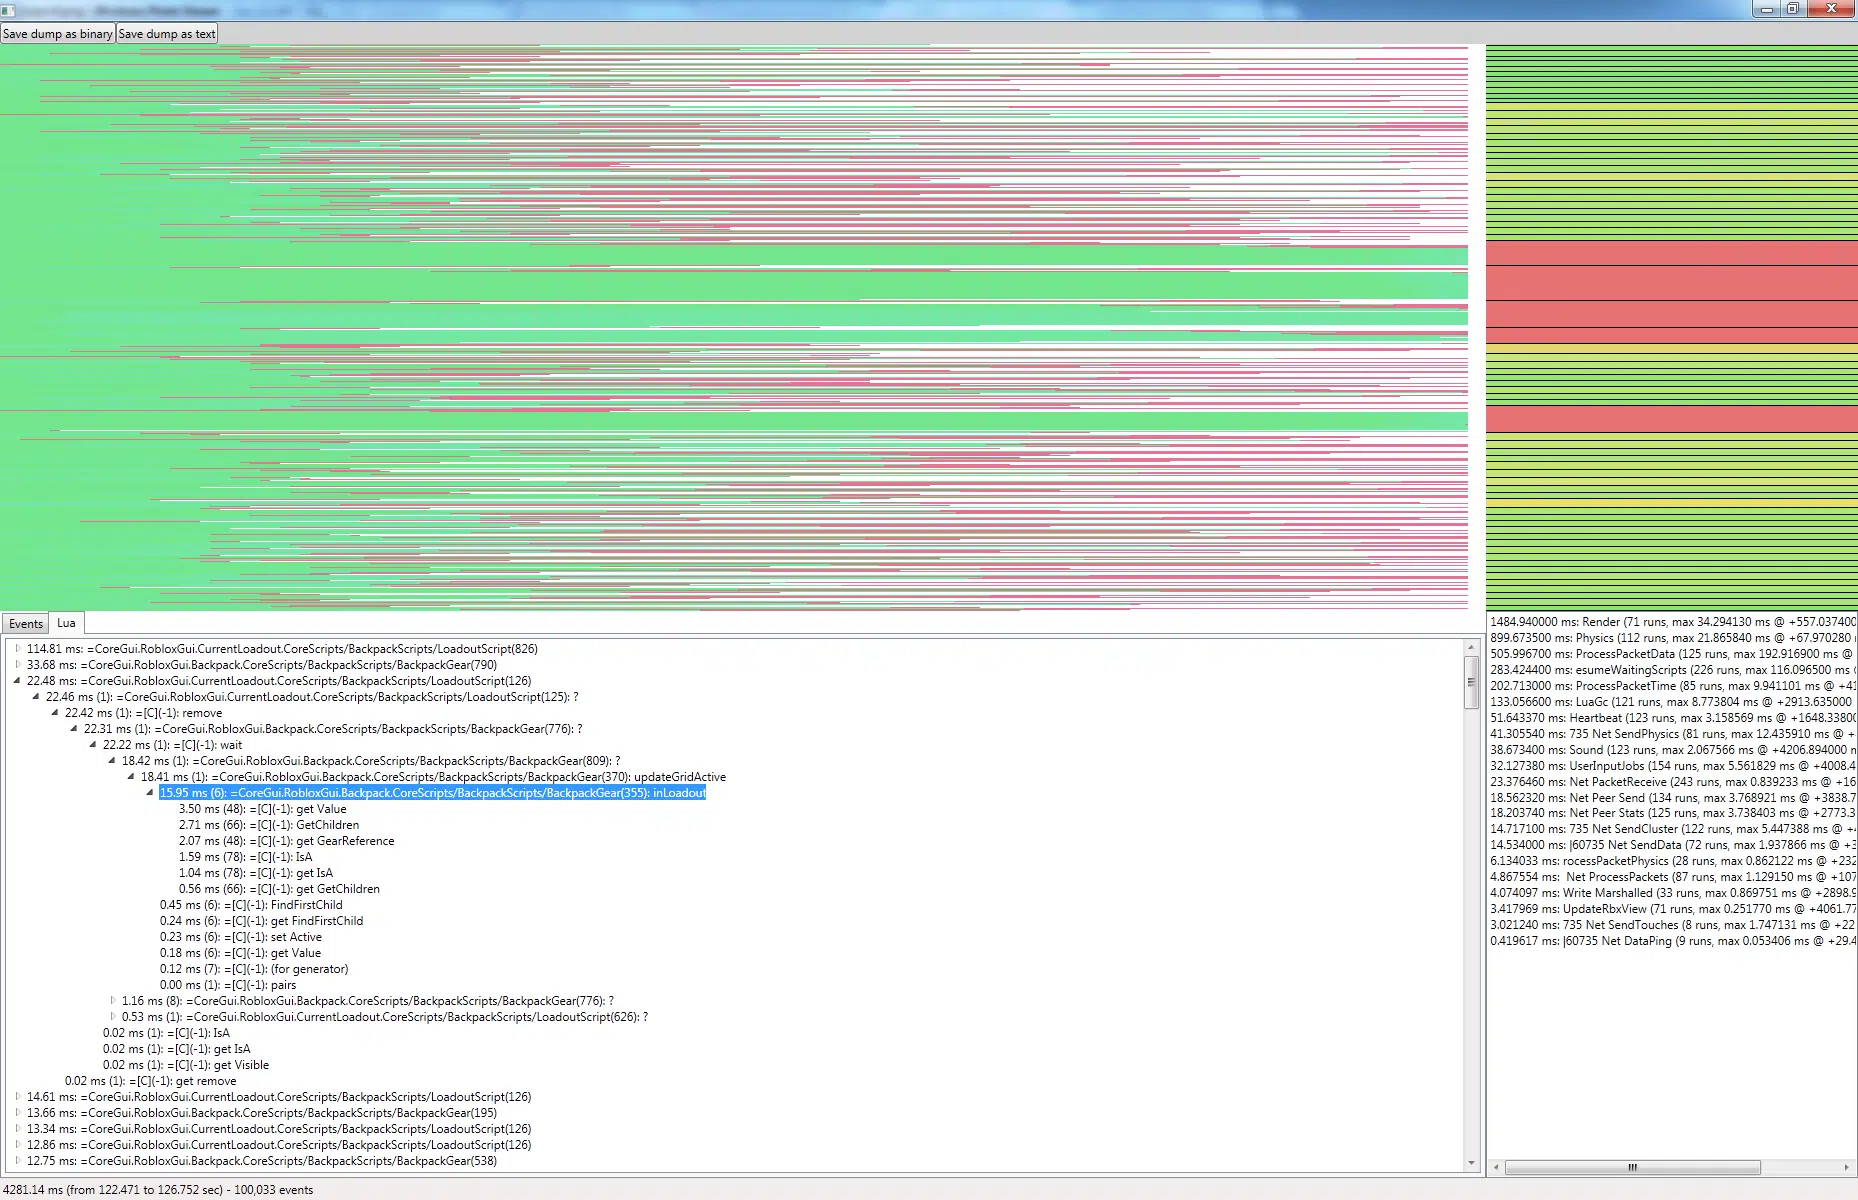 Save dump as binary
Save dump as text
Events
Lua
114.81 ms: =CoreGui.RobloxGui.CurrentLoadout.CoreScripts/BackpackScripts/LoadoutScript(826)
33.68 ms: =CoreGui.RobloxGui.Backpack.CoreScripts/BackpackScripts/BackpackGear(790)
22.48 ms: =CoreGui.RobloxGui.CurrentLoadout.CoreScripts/BackpackScripts/LoadoutScript(126)
22.46 ms (1): =CoreGui.RobloxGui.CurrentLoadout.CoreScripts/BackpackScripts/LoadoutScript(125): ?
22.42 ms (1): =[C](-1): remove
22.31 ms (1): =CoreGui.RobloxGui.Backpack.CoreScripts/BackpackScripts/BackpackGear(776): ?
22.22 ms (1): =[C](-1): wait
18.42 ms (1): =CoreGui.RobloxGui.Backpack.CoreScripts/BackpackScripts/BackpackGear(809): ?
18.41 ms (1): =CoreGui.RobloxGui.Backpack.CoreScripts/BackpackScripts/BackpackGear(370): updateGridActive
15.95 ms (6): =CoreGui.RobloxGui.Backpack.CoreScripts/BackpackScripts/BackpackGear(355): inLoadout
3.50 ms (48): =[C](-1): get Value
2.71 ms (66): =[C](-1): GetChildren
2.07 ms (48): =[C](-1): get GearReference
1.59 ms (78): =[C](-1): IsA
1.04 ms (78): =[C](-1): get IsA
0.56 ms (66): =[C](-1): get GetChildren
0.45 ms (6): =[C](-1): FindFirstChild
0.24 ms (6): =[C](-1): get FindFirstChild
0.23 ms (6): =[C](-1): set Active
0.18 ms (6): =[C](-1): get Value
0.12 ms (7): =[C](-1): (for generator)
0.00 ms (1): =[C](-1): pairs
1.16 ms (8): =CoreGui.RobloxGui.Backpack.CoreScripts/BackpackScripts/BackpackGear(776): ?
0.53 ms (1): =CoreGui.RobloxGui.CurrentLoadout.CoreScripts/BackpackScripts/LoadoutScript(626): ?
0.02 ms (1): =[C](-1): IsA
0.02 ms (1): =[C](-1): get IsA
0.02 ms (1): =[C](-1): get Visible
0.02 ms (1): =[C](-1): get remove
14.61 ms: =CoreGui.RobloxGui.CurrentLoadout.CoreScripts/BackpackScripts/LoadoutScript(126)
13.66 ms: =CoreGui.RobloxGui.Backpack.CoreScripts/BackpackScripts/BackpackGear(195)
13.34 ms: =CoreGui.RobloxGui.CurrentLoadout.CoreScripts/BackpackScripts/LoadoutScript(126)
12.86 ms: =CoreGui.RobloxGui.CurrentLoadout.CoreScripts/BackpackScripts/LoadoutScript(126)
12.75 ms: =CoreGui.RobloxGui.Backpack.CoreScripts/BackpackScripts/BackpackGear(538)
1484.940000 ms: Render (71 runs, max 34.294130 ms @ +557.037400
899.673500 ms: Physics (112 runs, max 21.865840 ms @ +67.970280
505.996700 ms: ProcessPacketData (125 runs, max 192.916900 ms @
283.424400 ms: esumeWaitingScripts (226 runs, max 116.096500 ms
202.713000 ms: ProcessPacketTime (85 runs, max 9.941101 ms @ +41
133.056600 ms: LuaGc (121 runs, max 8.773804 ms @ +2913.635000
51.643370 ms: Heartbeat (123 runs, max 3.158569 ms @ +1648.33800
41.305540 ms: 735 Net SendPhysics (81 runs, max 12.435910 ms @ +
38.673400 ms: Sound (123 runs, max 2.067566 ms @ +4206.894000
32.127380 ms: UserInputJobs (154 runs, max 5.561829 ms @ +4008.4
23.376460 ms: Net PacketReceive (243 runs, max 0.839233 ms @ +16
18.562320 ms: Net Peer Send (134 runs, max 3.768921 ms @ +3838.7
18.203740 ms: Net Peer Stats (125 runs, max 3.738403 ms @ +2773.3
14.717100 ms: 735 Net SendCluster (122 runs, max 5.447388 ms @ +
14.534000 ms: |60735 Net SendData (72 runs, max 1.937866 ms @ +3
6.134033 ms: rocessPacketPhysics (28 runs, max 0.862122 ms @ +232
4.867554 ms: Net ProcessPackets (87 runs, max 1.129150 ms @ +107
4.074097 ms: Write Marshalled (33 runs, max 0.869751 ms @ +2898.9
3.417969 ms: UpdateRbxView (71 runs, max 0.251770 ms @ +4061.77
3.021240 ms: 735 Net SendTouches (8 runs, max 1.747131 ms @ +22
0.419617 ms: |60735 Net DataPing (9 runs, max 0.053406 ms @ +29.4
4281.14 ms (from 122.471 to 126.752 sec) - 100,033 events